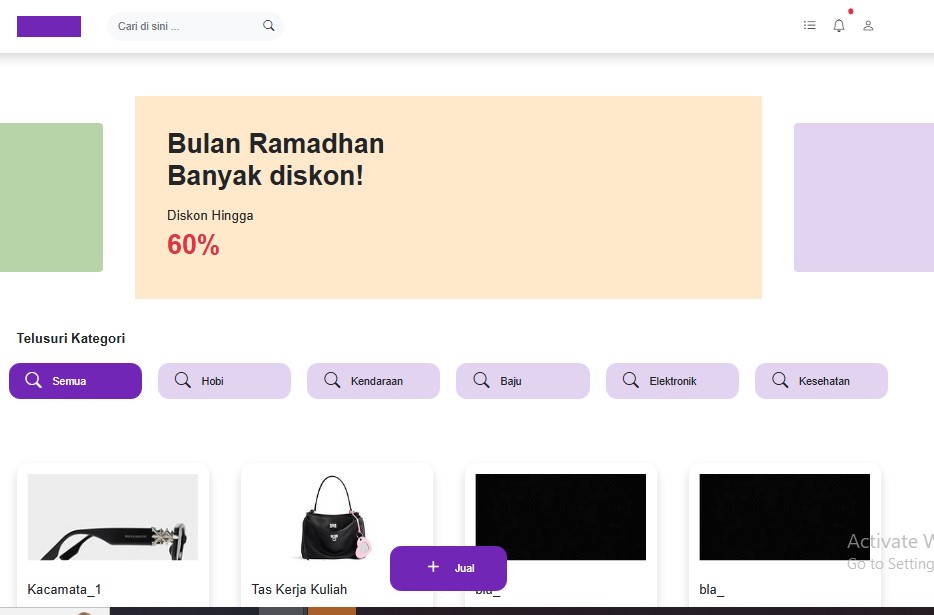 Cari di sini ...
Bulan Ramadhan
Banyak diskon!
Diskon Hingga
60%
Telusuri Kategori
Semua
Hobi
Kendaraan
Baju
Elektronik
Kesehatan
Kacamata_1
Tas Kerja Kuliah
bla_
bla_
Jual
Activate W
Go to Setting